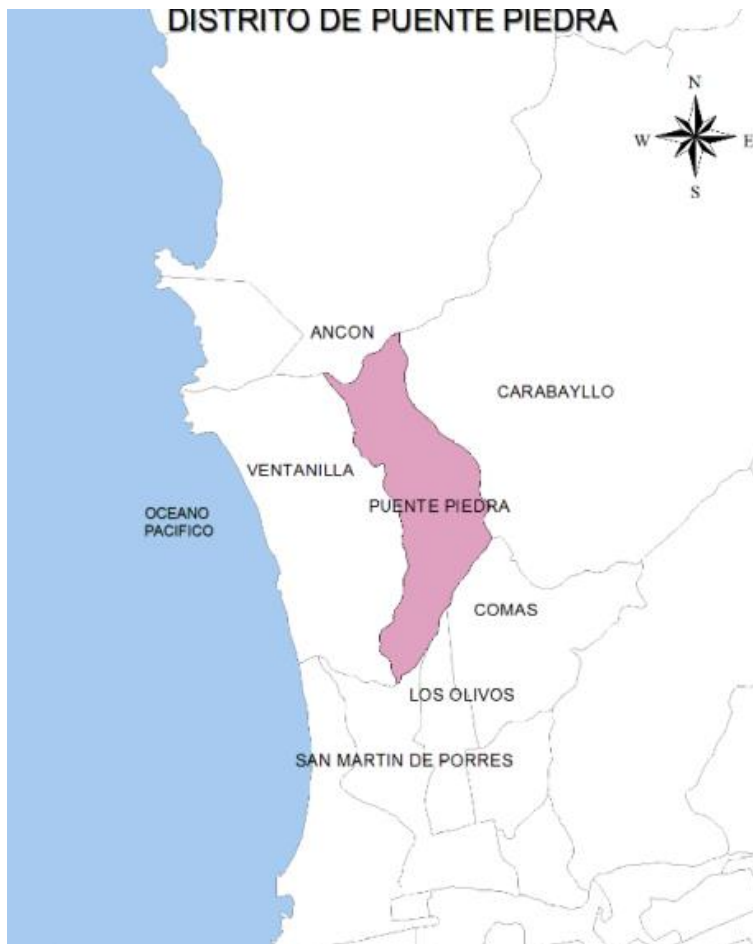 DISTRITO DE PUENTE PIEDRA
N
W
E
S
ANCON
CARABAYLLO
VENTANILLA
PUENTE PIEDRA
OCEANO
PACIFICO
COMAS
LOS OLIVOS
SAN MARTIN DE PORRES